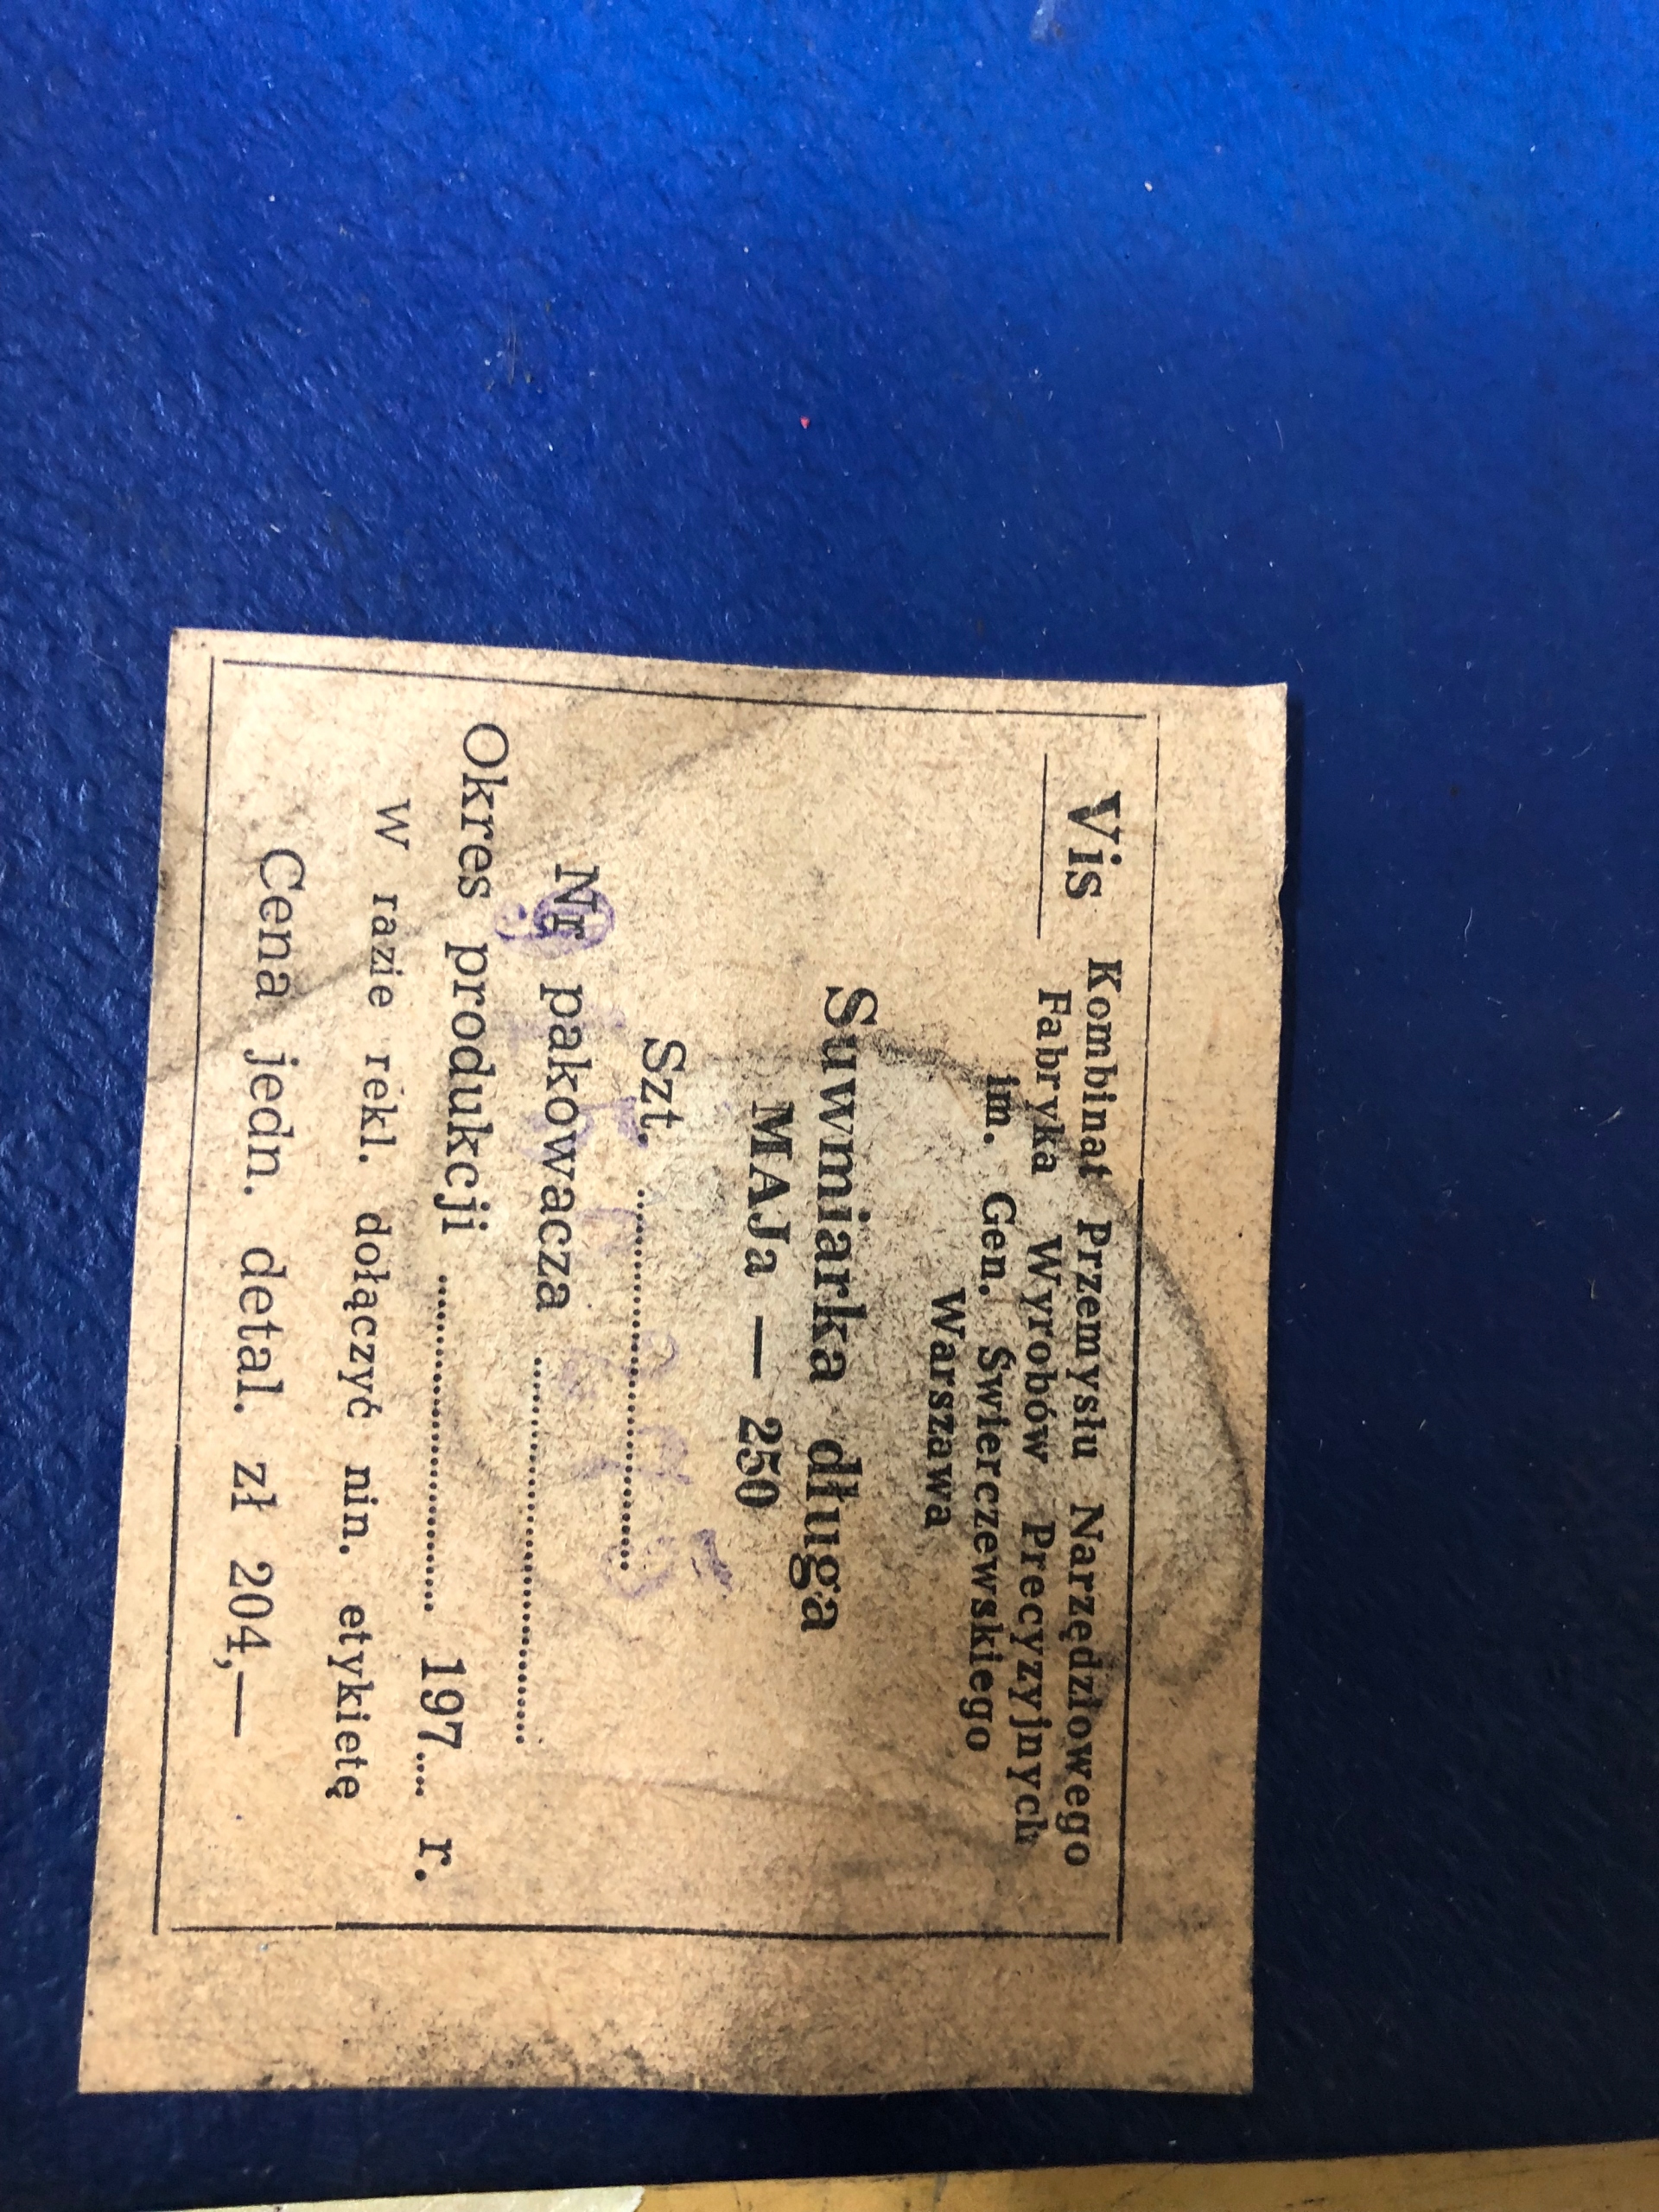 Vis Kombinat Przemysłu Narzędziowego
Fabryka Wyrobów Precyzyjnych
im. Gen. Świerczewskiego
Warszawa
Suwmiarka długa
MAJa — 250
Szt. ........................................
Nr pakowacza ........................................
Okres produkcji ................................... 197.... r.
W razie rekl. dołączyć nin. etykietę
Cena jedn. detal. zł 204,—